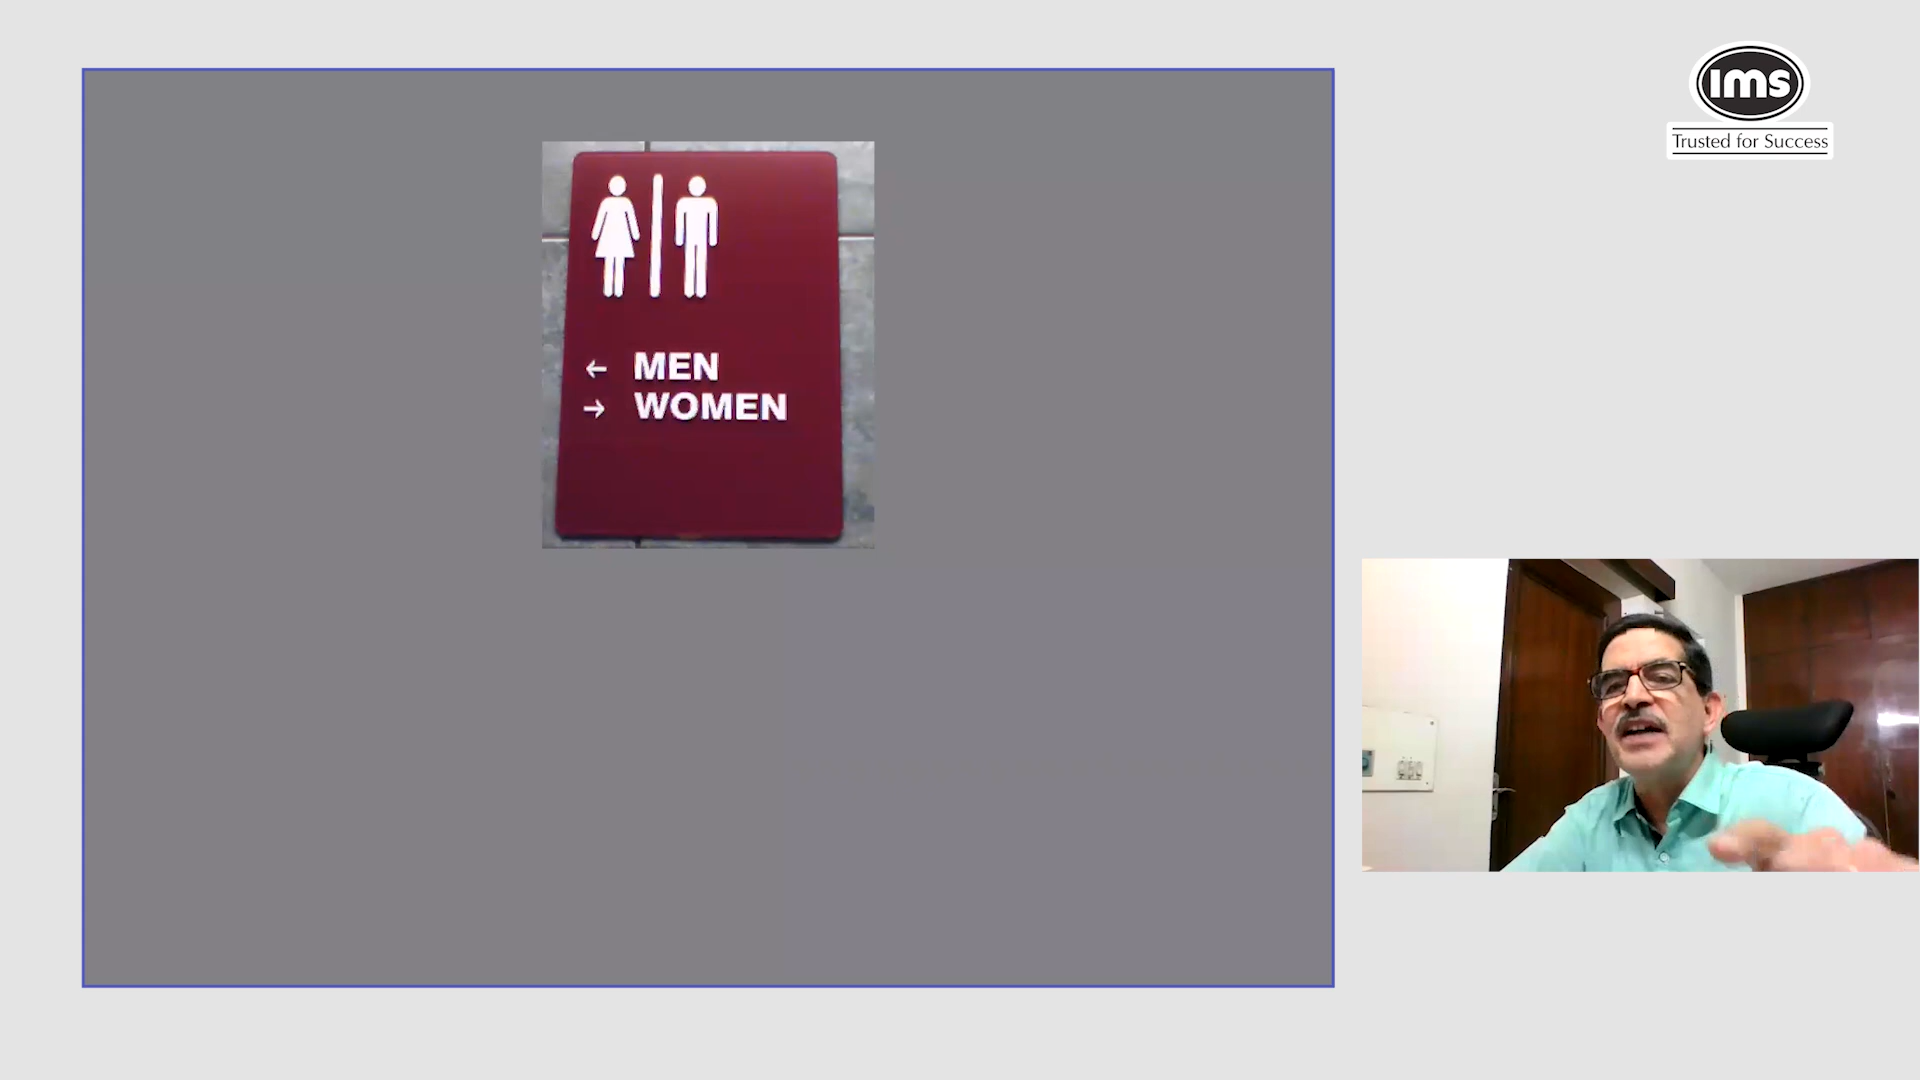 ims
Trusted for Success
← MEN
→ WOMEN